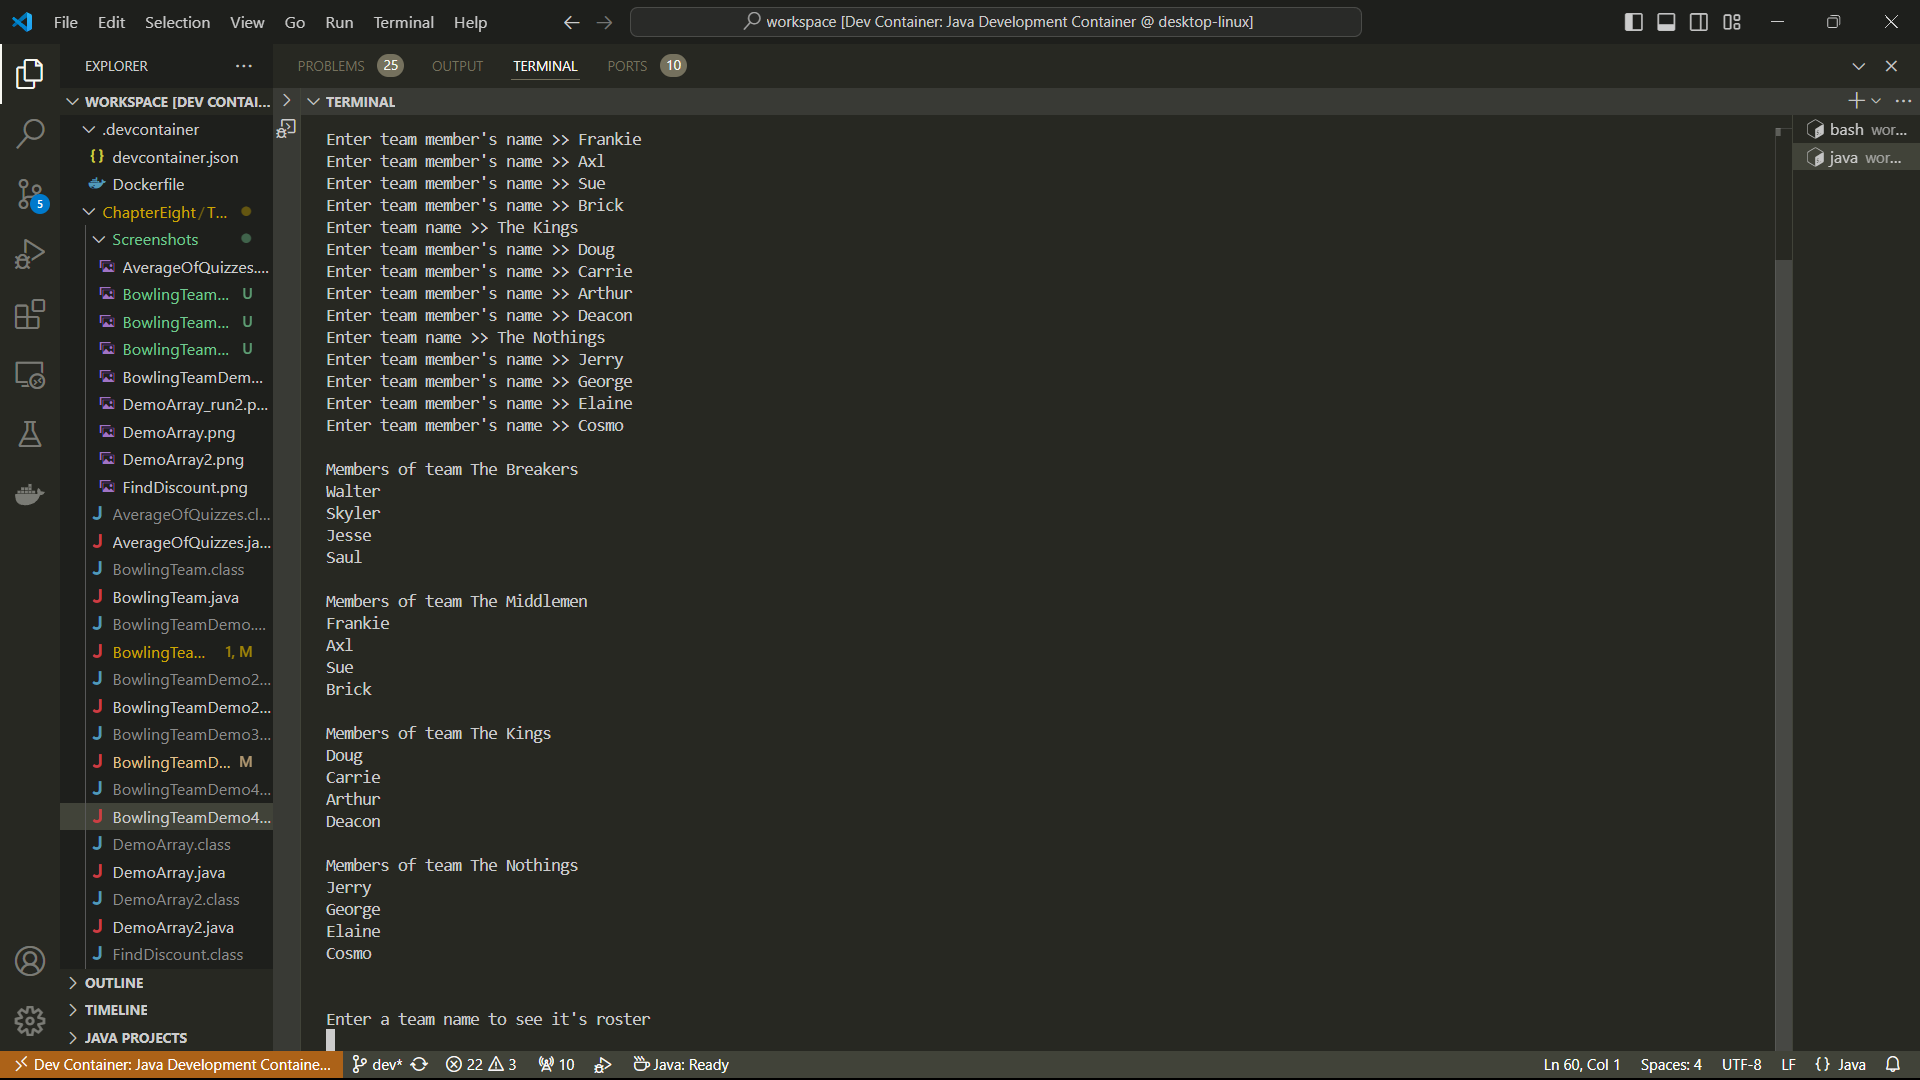 File Edit Selection View Go Run Terminal Help
workspace [Dev Container: Java Development Container @ desktop-linux]
EXPLORER
WORKSPACE [DEV CONTAI...
.devcontainer
{} devcontainer.json
Dockerfile
ChapterEight / T...
Screenshots
AverageOfQuizzes....
BowlingTeam... U
BowlingTeam... U
BowlingTeam... U
BowlingTeamDem...
DemoArray_run2.p...
DemoArray.png
DemoArray2.png
FindDiscount.png
J AverageOfQuizzes.cl...
J AverageOfQuizzes.ja...
J BowlingTeam.class
J BowlingTeam.java
J BowlingTeamDemo....
J BowlingTea... 1, M
J BowlingTeamDemo2...
J BowlingTeamDemo2...
J BowlingTeamDemo3...
J BowlingTeamD... M
J BowlingTeamDemo4...
J BowlingTeamDemo4...
J DemoArray.class
J DemoArray.java
J DemoArray2.class
J DemoArray2.java
J FindDiscount.class
OUTLINE
TIMELINE
JAVA PROJECTS
5
PROBLEMS 25 OUTPUT TERMINAL PORTS 10
TERMINAL
Enter team member's name >> Frankie
Enter team member's name >> Axl
Enter team member's name >> Sue
Enter team member's name >> Brick
Enter team name >> The Kings
Enter team member's name >> Doug
Enter team member's name >> Carrie
Enter team member's name >> Arthur
Enter team member's name >> Deacon
Enter team name >> The Nothings
Enter team member's name >> Jerry
Enter team member's name >> George
Enter team member's name >> Elaine
Enter team member's name >> Cosmo
Members of team The Breakers
Walter
Skyler
Jesse
Saul
Members of team The Middlemen
Frankie
Axl
Sue
Brick
Members of team The Kings
Doug
Carrie
Arthur
Deacon
Members of team The Nothings
Jerry
George
Elaine
Cosmo
Enter a team name to see it's roster
bash wor...
java wor...
Dev Container: Java Development Containe... dev* 22 3 10 Java: Ready Ln 60, Col 1 Spaces: 4 UTF-8 LF {} Java